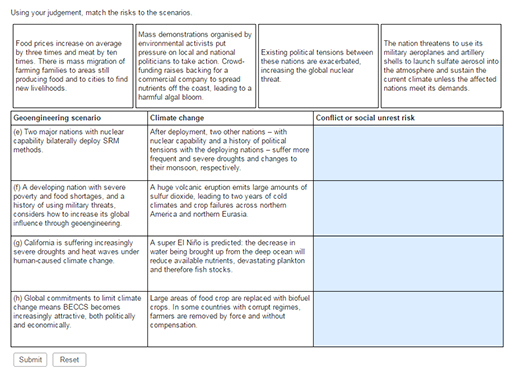 Using your judgement, match the risks to the scenarios.
Food prices increase on average
by three times and meat by ten
times. There is mass migration of
farming families to areas still
producing food and to cities to find
new livelihoods.
Mass demonstrations organised by
environmental activists put
pressure on local and national
politicians to take action. Crowd-
funding raises backing for a
commercial company to spread
nutrients off the coast, leading to a
harmful algal bloom.
Existing political tensions between
these nations are exacerbated,
increasing the global nuclear
threat.
The nation threatens to use its
military aeroplanes and artillery
shells to launch sulfate aerosol into
the atmosphere and sustain the
current climate unless the affected
nations meet its demands.
Geoengineering scenario
Climate change
Conflict or social unrest risk
(e) Two major nations with nuclear
capability bilaterally deploy SRM
methods.
After deployment, two other nations – with
nuclear capability and a history of political
tensions with the deploying nations – suffer more
frequent and severe droughts and changes to
their monsoon, respectively.
(f) A developing nation with severe
poverty and food shortages, and a
history of using military threats,
considers how to increase its global
influence through geoengineering.
A huge volcanic eruption emits large amounts of
sulfur dioxide, leading to two years of cold
climates and crop failures across northern
America and northern Eurasia.
(g) California is suffering increasingly
severe droughts and heat waves under
human-caused climate change.
A super El Niño is predicted; the decrease in
water being brought up from the deep ocean will
reduce available nutrients, devastating plankton
and therefore fish stocks.
(h) Global commitments to limit climate
change means BECCS becomes
increasingly attractive, both politically
and economically.
Large areas of food crop are replaced with biofuel
crops. In some countries with corrupt regimes,
farmers are removed by force and without
compensation.
Submit
Reset